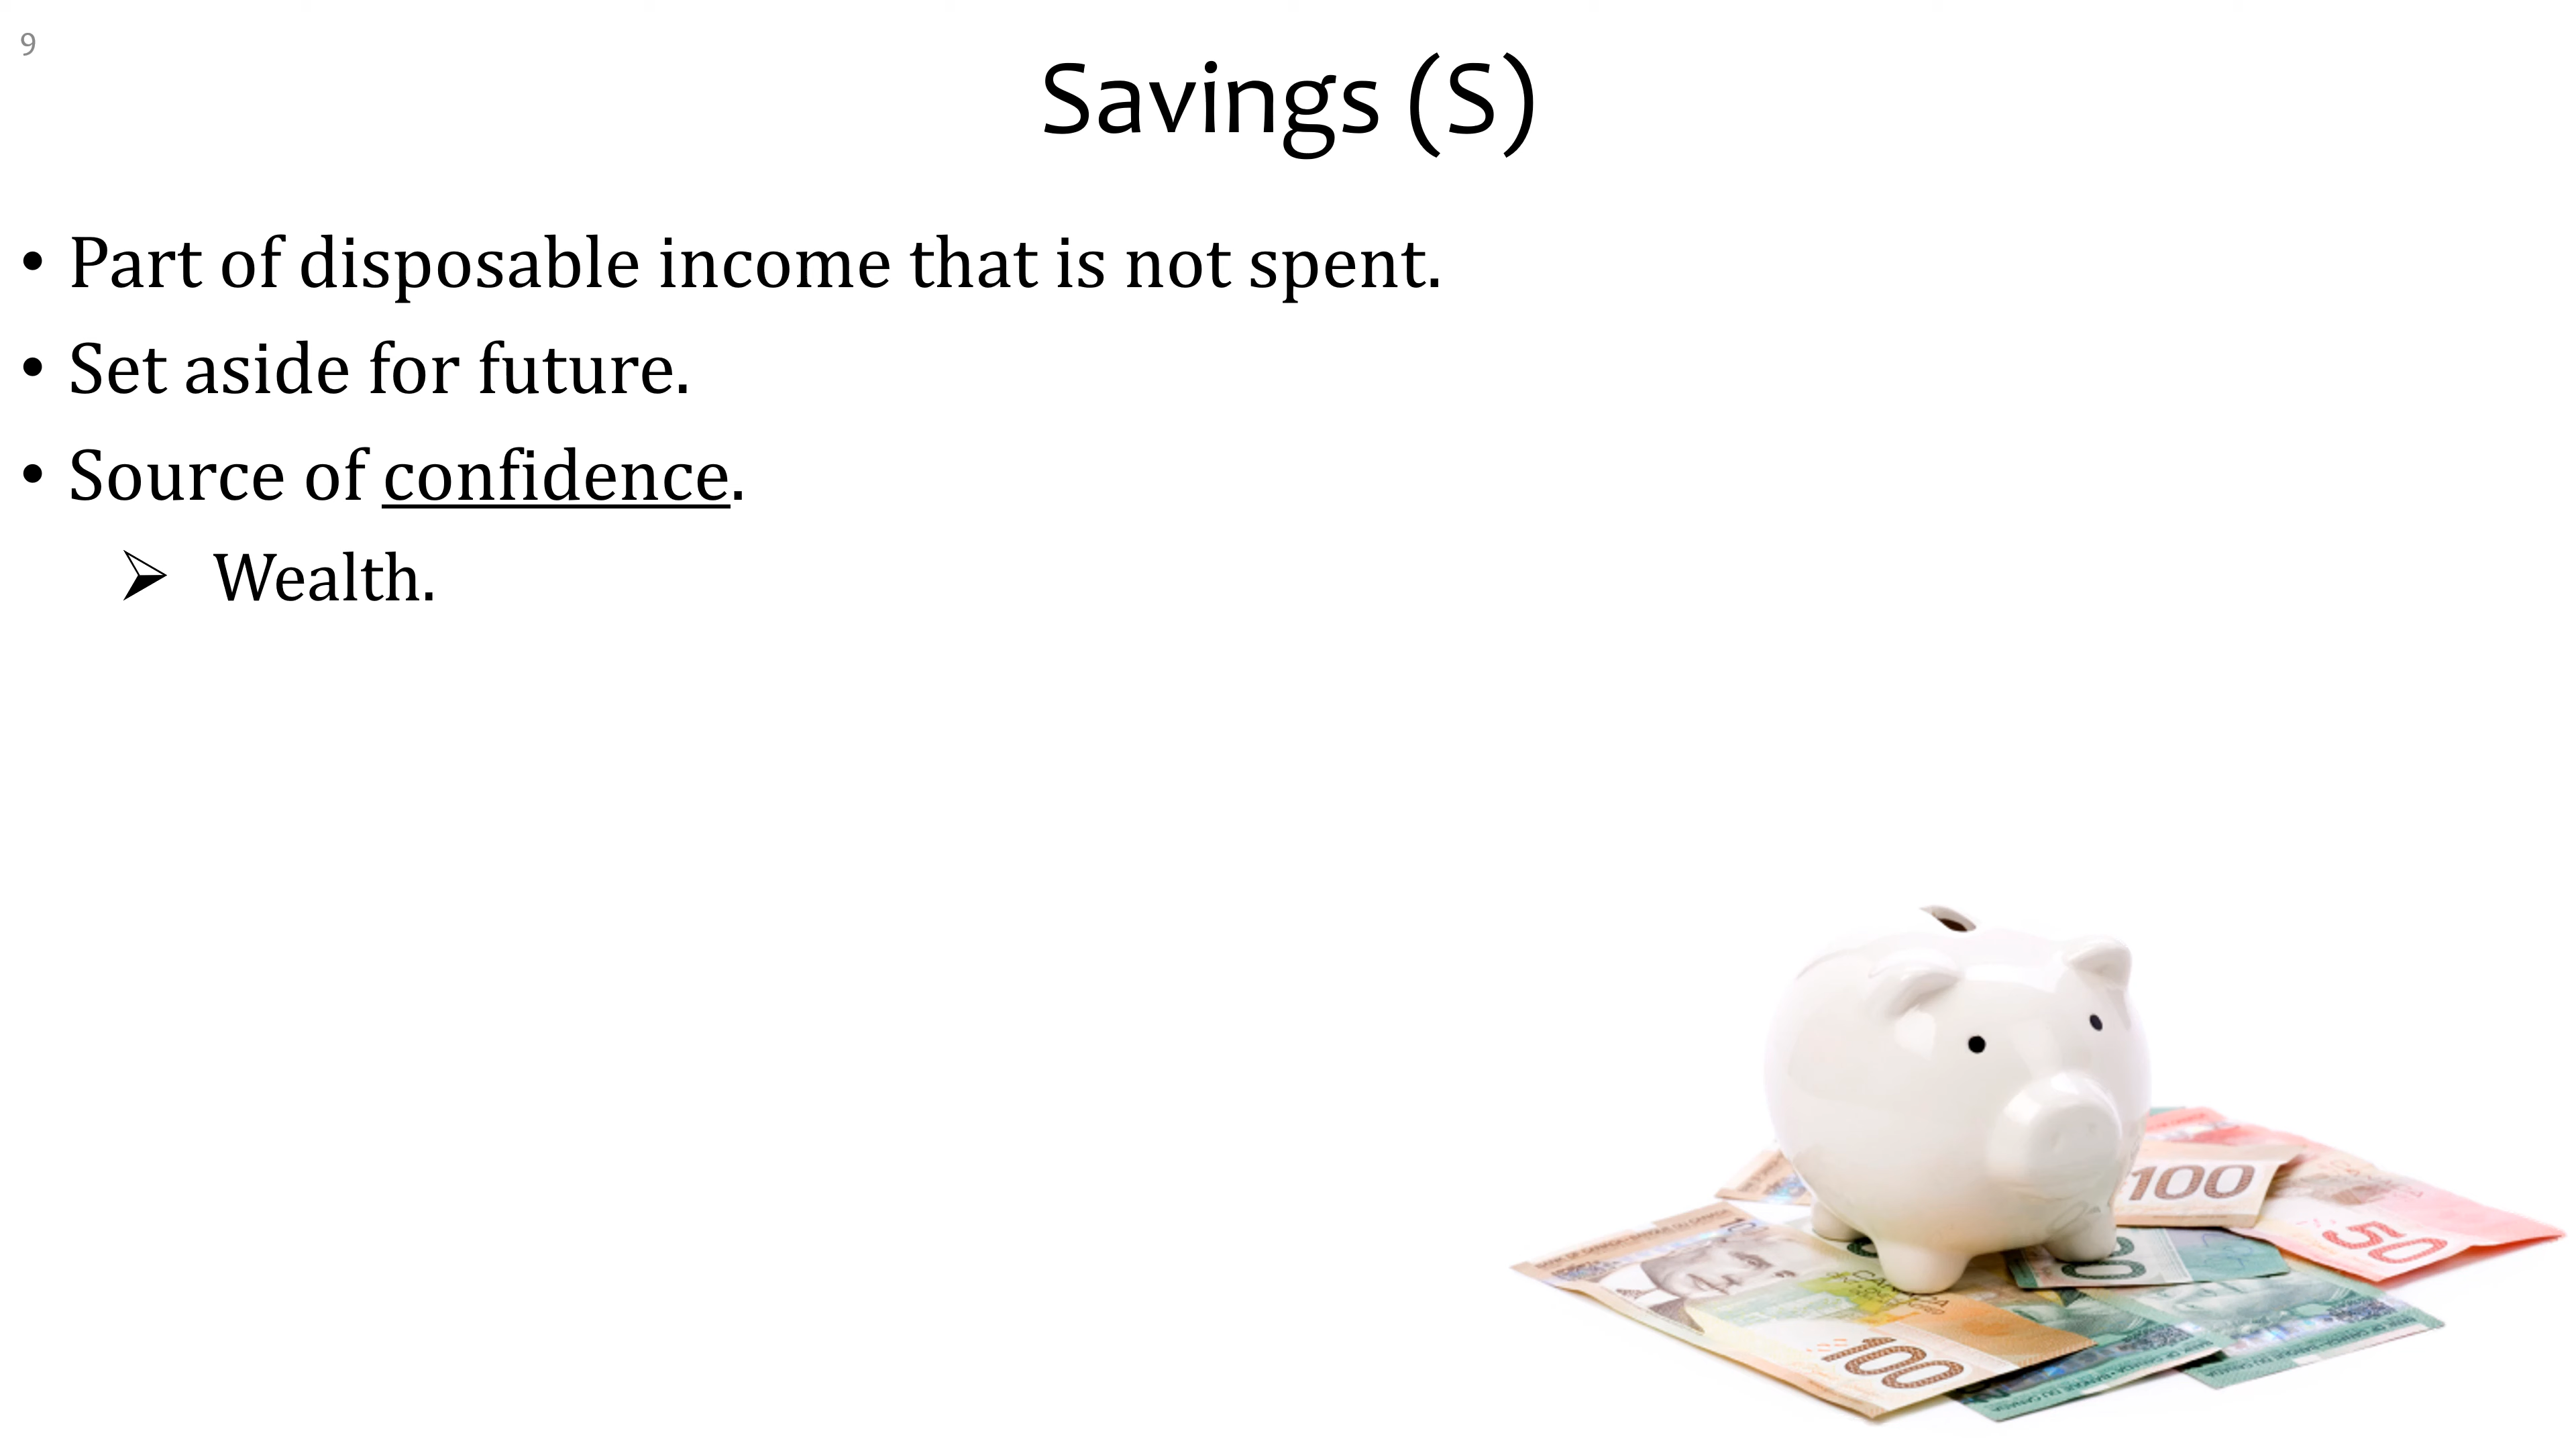 9
Savings (S)
• Part of disposable income that is not spent.
• Set aside for future.
• Source of confidence.
➢ Wealth.
100
50
100